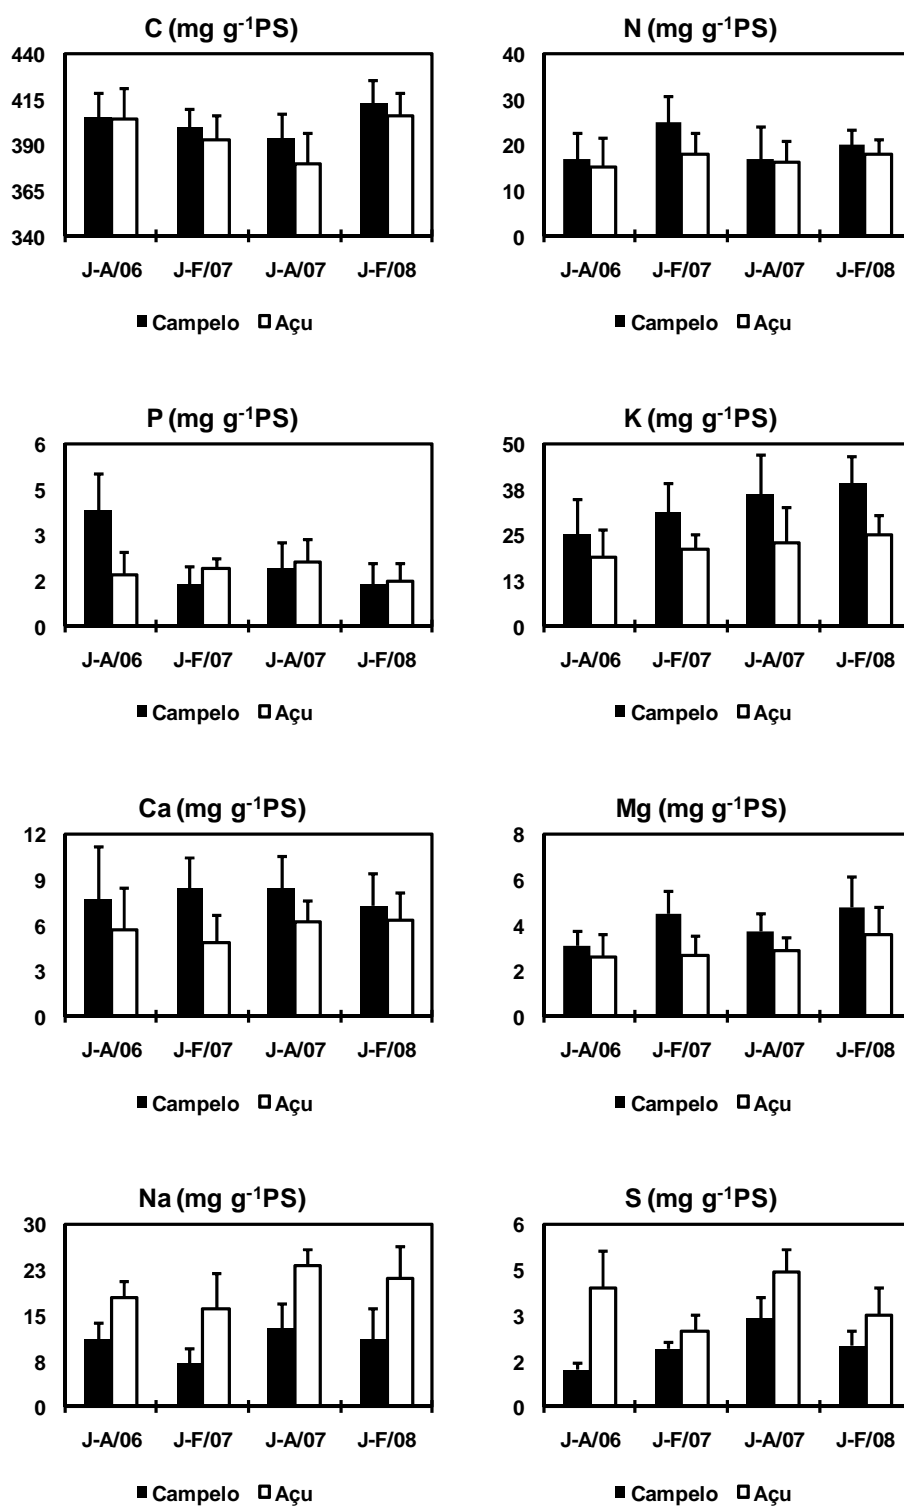 C (mg g⁻¹PS)
440
415
390
365
340
J-A/06 J-F/07 J-A/07 J-F/08
Campelo Açu
N (mg g⁻¹PS)
40
30
20
10
0
J-A/06 J-F/07 J-A/07 J-F/08
Campelo Açu
P (mg g⁻¹PS)
6
5
3
2
0
J-A/06 J-F/07 J-A/07 J-F/08
Campelo Açu
K (mg g⁻¹PS)
50
38
25
13
0
J-A/06 J-F/07 J-A/07 J-F/08
Campelo Açu
Ca (mg g⁻¹PS)
12
9
6
3
0
J-A/06 J-F/07 J-A/07 J-F/08
Campelo Açu
Mg (mg g⁻¹PS)
8
6
4
2
0
J-A/06 J-F/07 J-A/07 J-F/08
Campelo Açu
Na (mg g⁻¹PS)
30
23
15
8
0
J-A/06 J-F/07 J-A/07 J-F/08
Campelo Açu
S (mg g⁻¹PS)
6
5
3
2
0
J-A/06 J-F/07 J-A/07 J-F/08
Campelo Açu